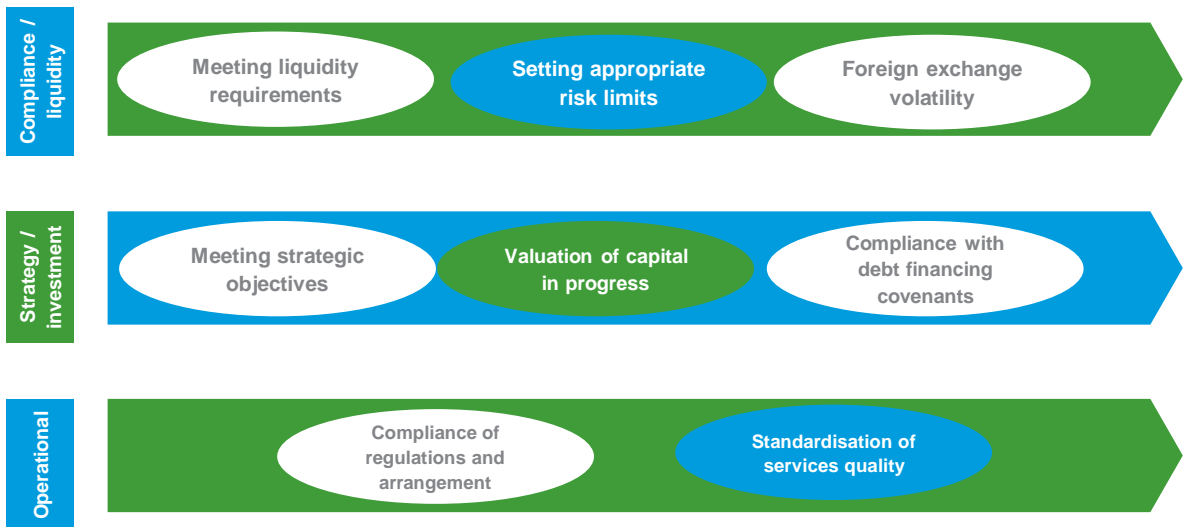 Compliance /
liquidity
Meeting liquidity
requirements
Setting appropriate
risk limits
Foreign exchange
volatility
Strategy /
investment
Meeting strategic
objectives
Valuation of capital
in progress
Compliance with
debt financing
covenants
Operational
Compliance of
regulations and
arrangement
Standardisation of
services quality